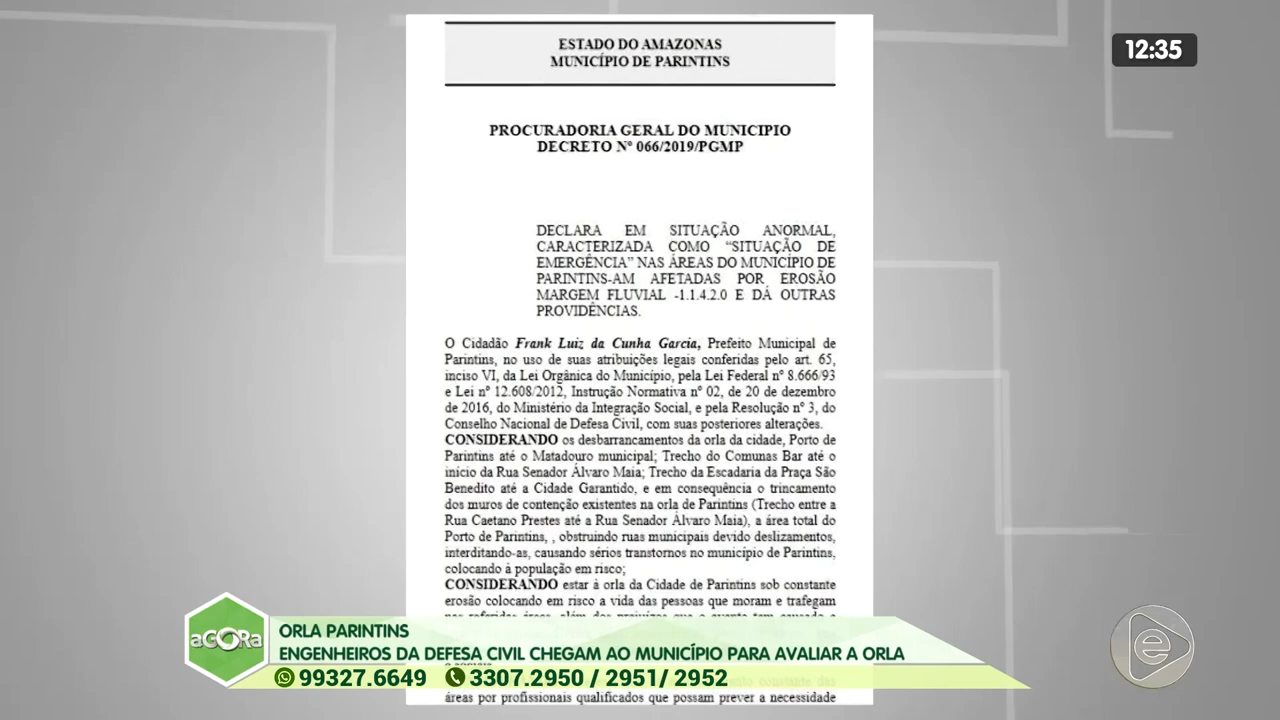 12:35
ESTADO DO AMAZONAS
MUNICÍPIO DE PARINTINS
PROCURADORIA GERAL DO MUNICIPIO
DECRETO Nº 066/2019/PGMP
DECLARA EM SITUAÇÃO ANORMAL,
CARACTERIZADA COMO “SITUAÇÃO DE
EMERGÊNCIA” NAS ÁREAS DO MUNICÍPIO DE
PARINTINS-AM AFETADAS POR EROSÃO
MARGEM FLUVIAL -1.1.4.2.0 E DÁ OUTRAS
PROVIDÊNCIAS.
O Cidadão Frank Luiz da Cunha Garcia, Prefeito Municipal de
Parintins, no uso de suas atribuições legais conferidas pelo art. 65,
inciso VI, da Lei Orgânica do Município, pela Lei Federal nº 8.666/93
e Lei nº 12.608/2012, Instrução Normativa nº 02, de 20 de dezembro
de 2016, do Ministério da Integração Social, e pela Resolução nº 3, do
Conselho Nacional de Defesa Civil, com suas posteriores alterações.
CONSIDERANDO os desbarrancamentos da orla da cidade, Porto de
Parintins até o Matadouro municipal; Trecho do Comunas Bar até o
inicio da Rua Senador Álvaro Maia; Trecho da Escadaria da Praça São
Benedito até a Cidade Garantido, e em consequência o trincamento
dos muros de contenção existentes na orla de Parintins (Trecho entre a
Rua Caetano Prestes até a Rua Senador Álvaro Maia), a área total do
Porto de Parintins, , obstruindo ruas municipais devido deslizamentos,
interditando-as, causando sérios transtornos no município de Parintins,
colocando à população em risco;
CONSIDERANDO estar à orla da Cidade de Parintins sob constante
erosão colocando em risco a vida das pessoas que moram e trafegam
aGORa
ORLA PARINTINS
ENGENHEIROS DA DEFESA CIVIL CHEGAM AO MUNICÍPIO PARA AVALIAR A ORLA
99327.6649 3307.2950 / 2951/ 2952
áreas por profissionais qualificados que possam prever a necessidade
e